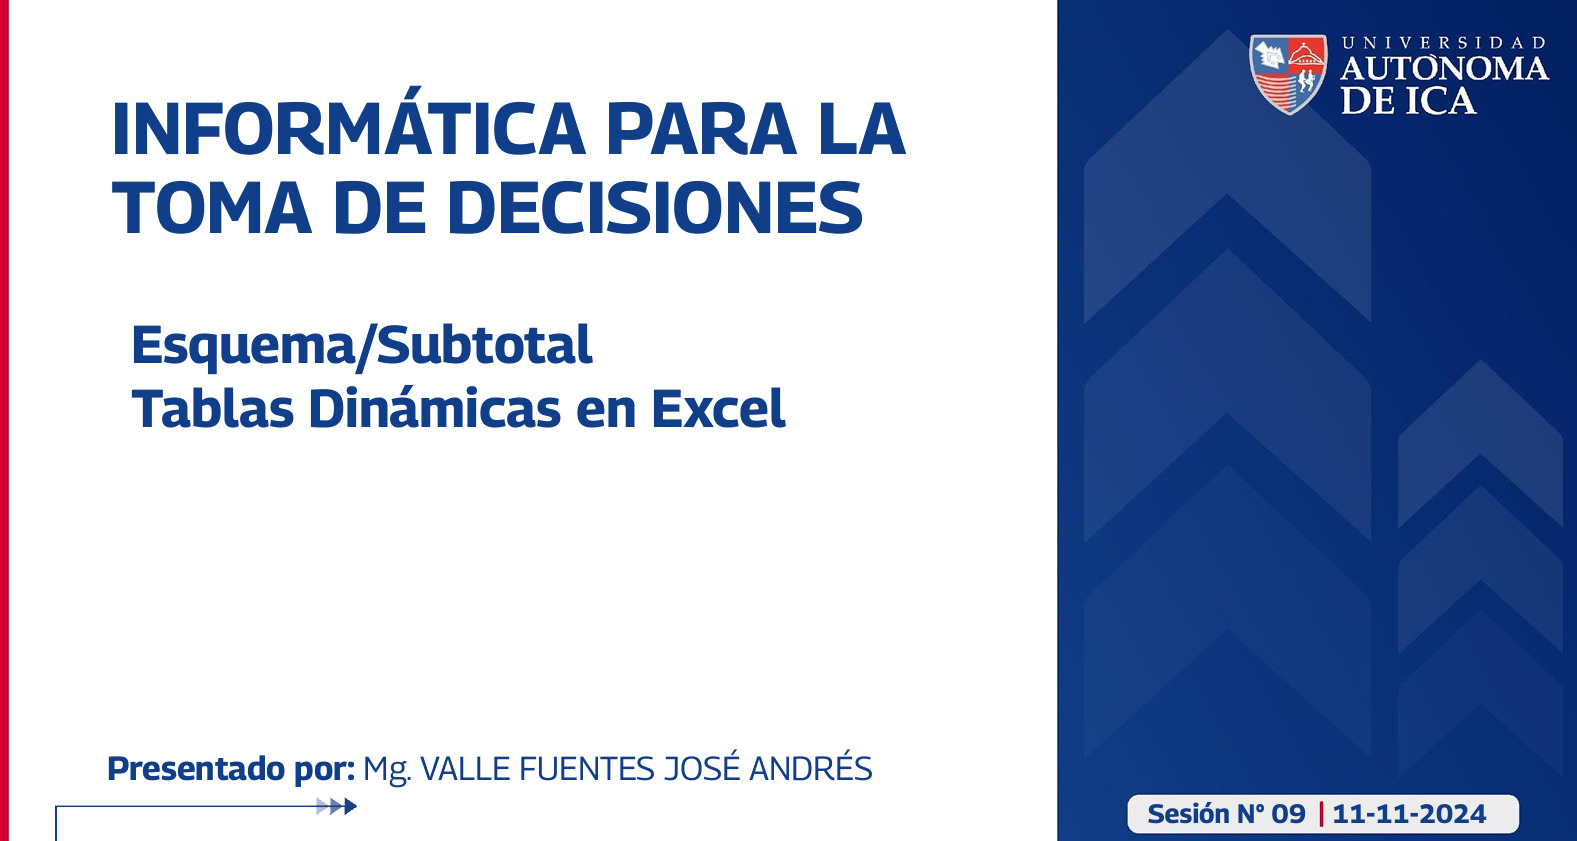 UNIVERSIDAD
AUTÓNOMA
DE ICA
INFORMÁTICA PARA LA
TOMA DE DECISIONES
Esquema/Subtotal
Tablas Dinámicas en Excel
Presentado por: Mg. VALLE FUENTES JOSÉ ANDRÉS
Sesión N° 09 | 11-11-2024